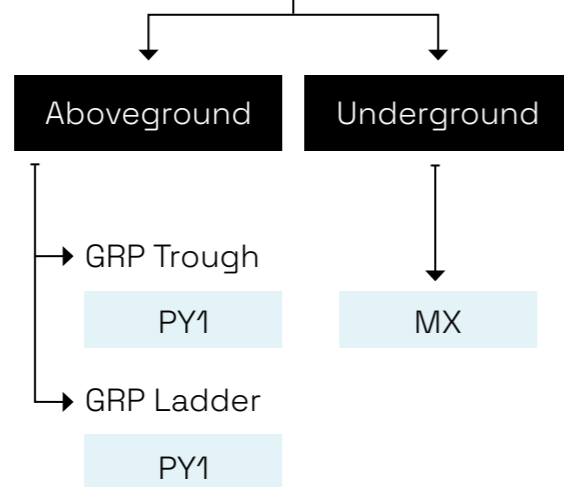 Aboveground
Underground
GRP Trough
PY1
MX
GRP Ladder
PY1